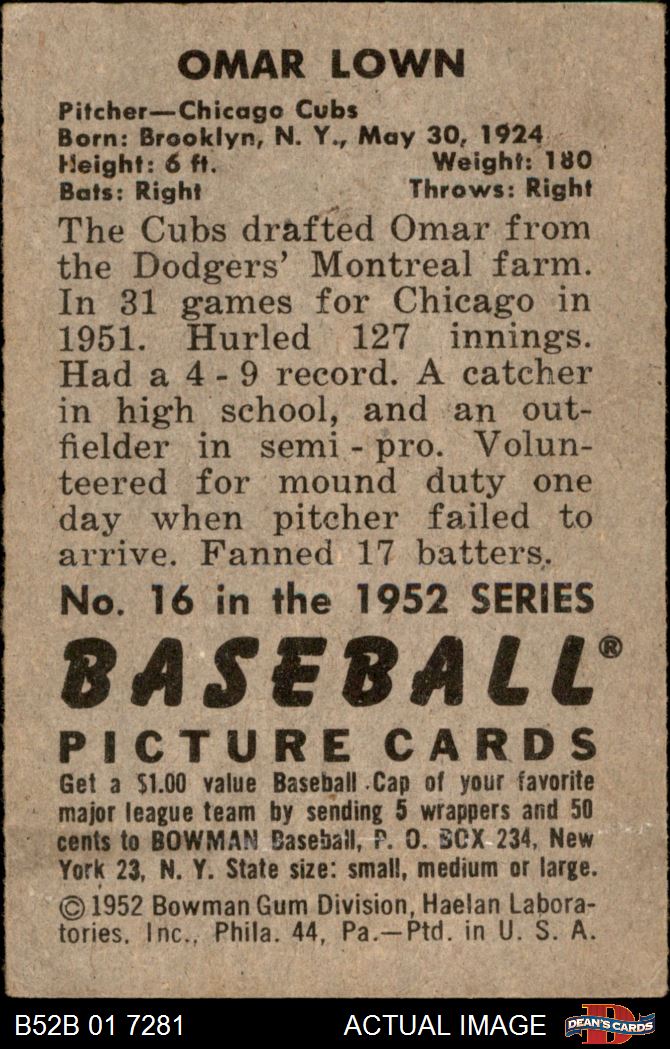 OMAR LOWN
Pitcher—Chicago Cubs
Born: Brooklyn, N. Y., May 30, 1924
Height: 6 ft. Weight: 180
Bats: Right Throws: Right
The Cubs drafted Omar from
the Dodgers' Montreal farm.
In 31 games for Chicago in
1951. Hurled 127 innings.
Had a 4 - 9 record. A catcher
in high school, and an out-
fielder in semi - pro. Volun-
teered for mound duty one
day when pitcher failed to
arrive. Fanned 17 batters.
No. 16 in the 1952 SERIES
BASEBALL®
PICTURE CARDS
Get a $1.00 value Baseball Cap of your favorite
major league team by sending 5 wrappers and 50
cents to BOWMAN Baseball, P. O. BOX 234, New
York 23, N. Y. State size: small, medium or large.
©1952 Bowman Gum Division, Haelan Labora-
tories, Inc., Phila. 44, Pa.—Ptd. in U. S. A.
B52B 01 7281 ACTUAL IMAGE D DEAN'S CARDS